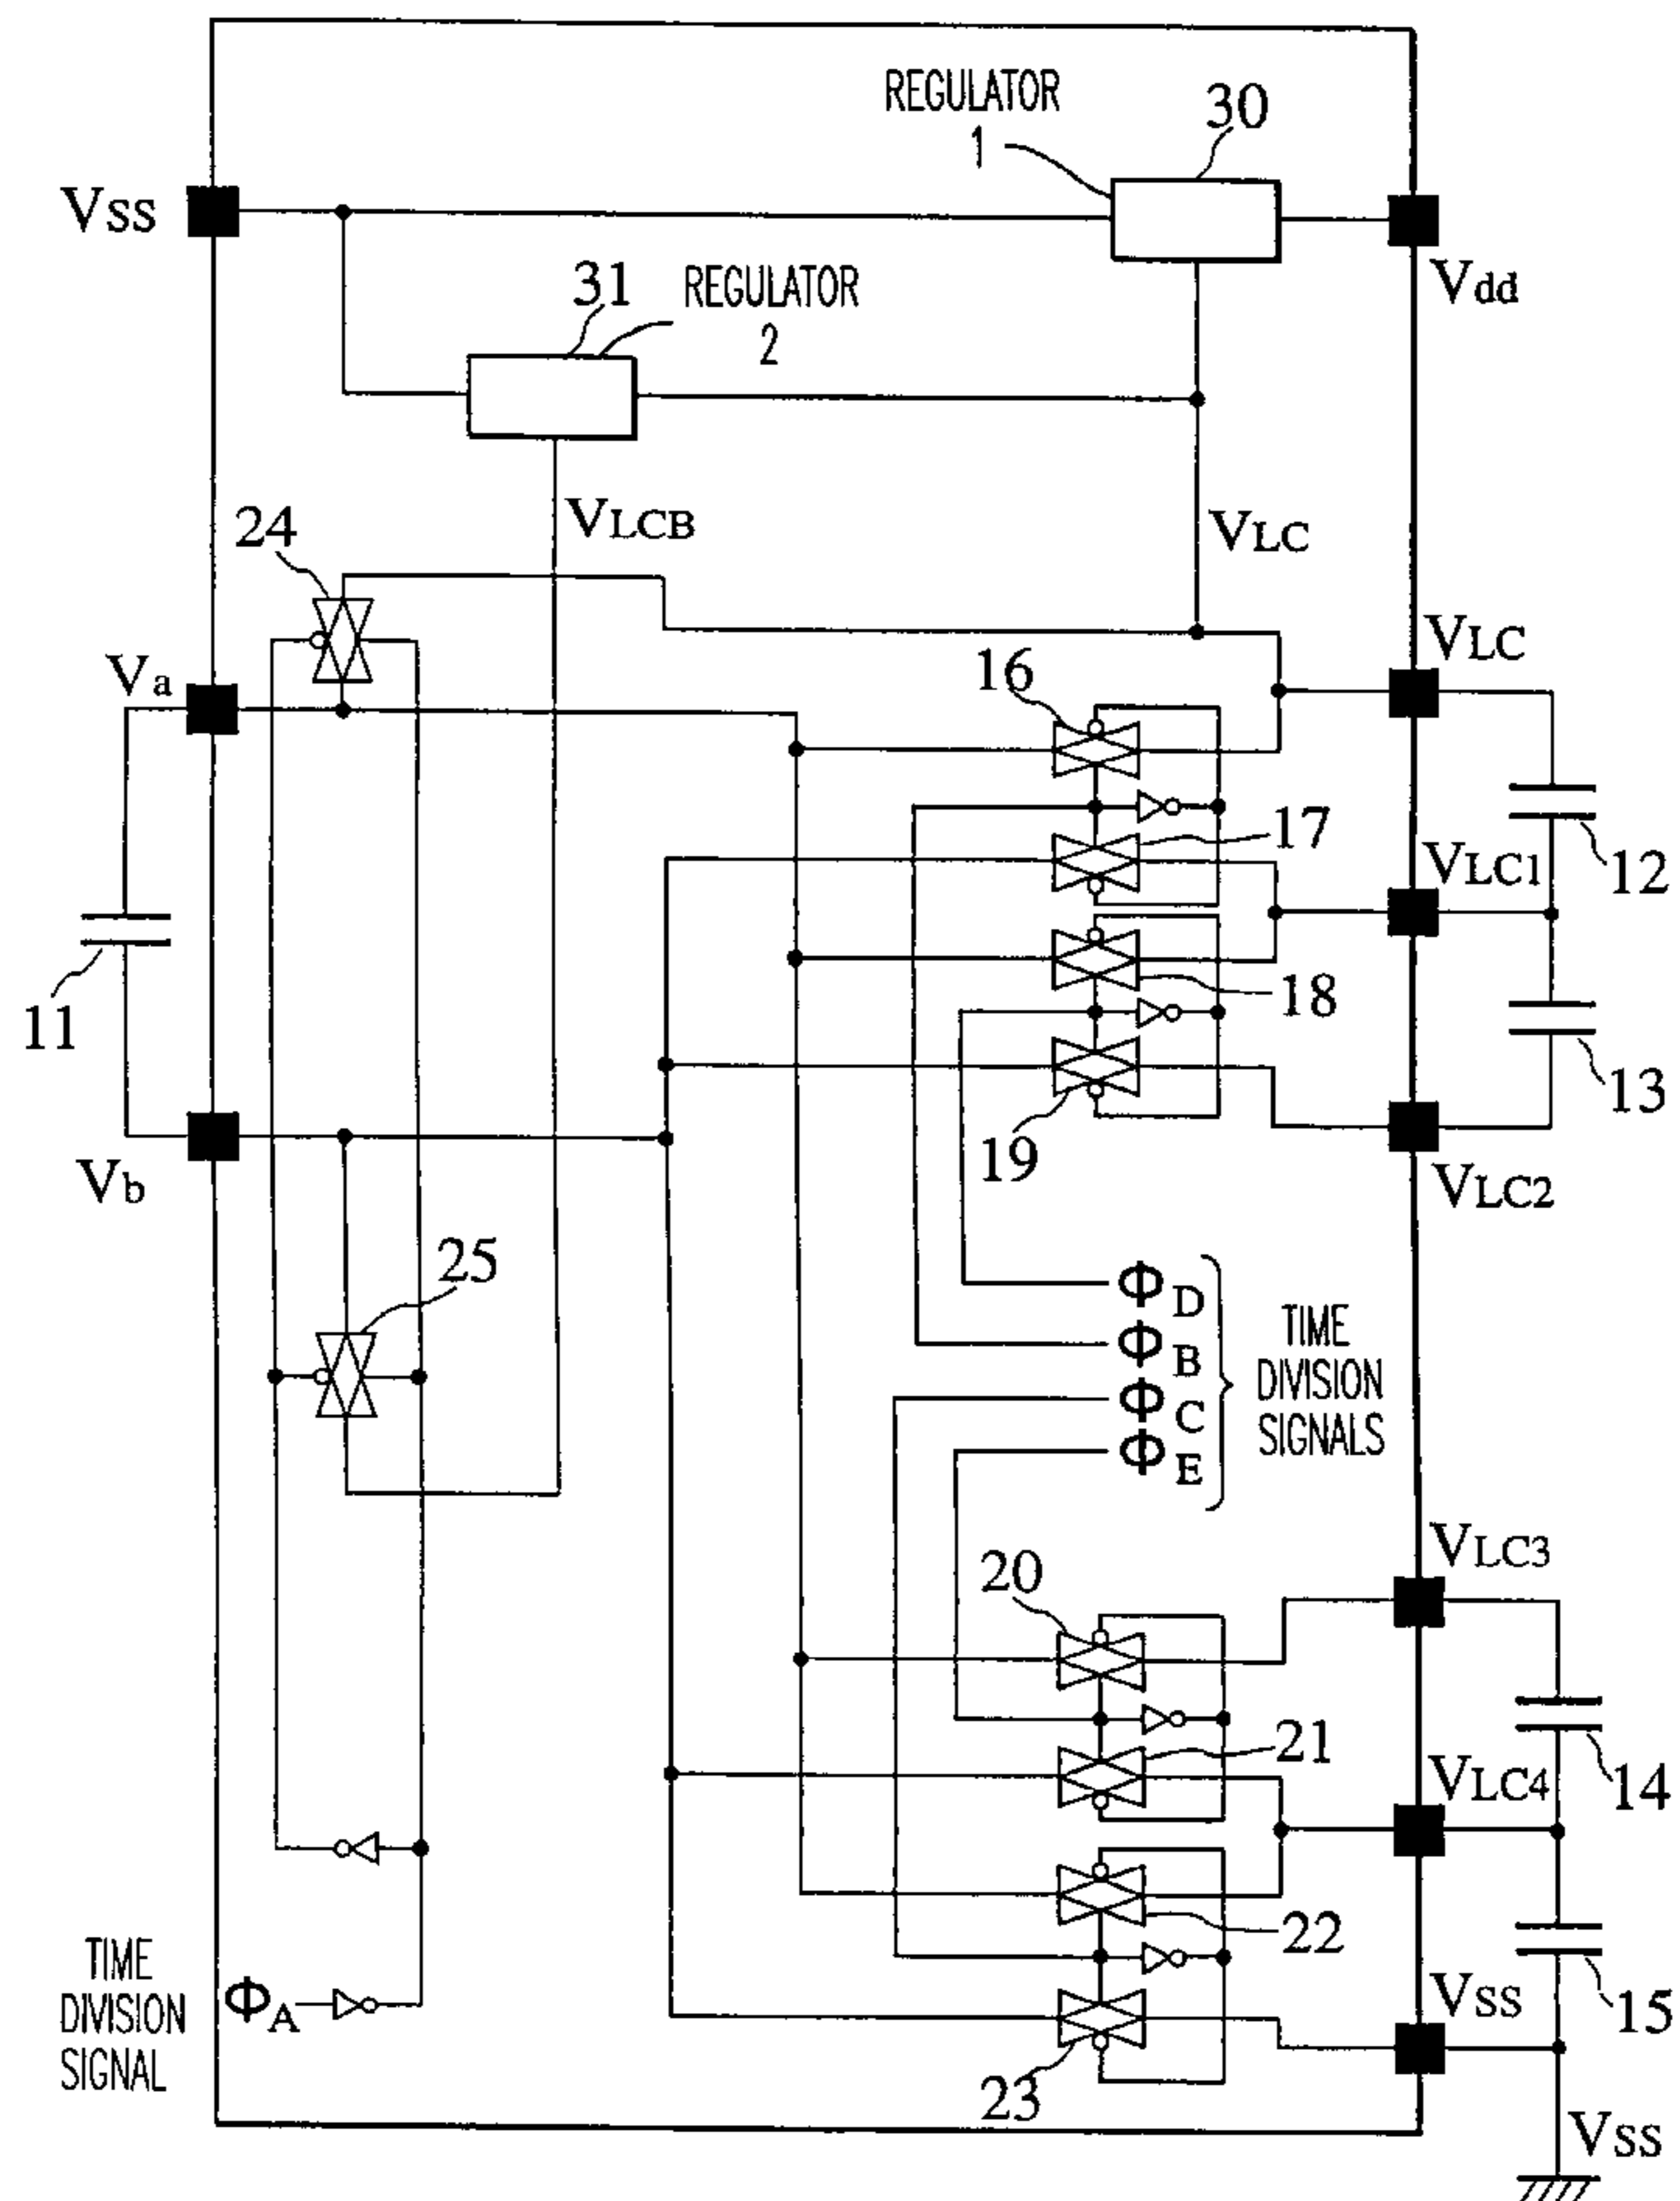 REGULATOR
1
30
VSS
Vdd
31
REGULATOR
2
VLCB
VLC
24
VLC
Va
16
17
VLC1
12
11
18
13
19
Vb
VLC2
25
ΦD
ΦB
ΦC
ΦE
TIME
DIVISION
SIGNALS
VLC3
20
21
VLC4
14
22
TIME
DIVISION
SIGNAL
ΦA
VSS
15
23
VSS